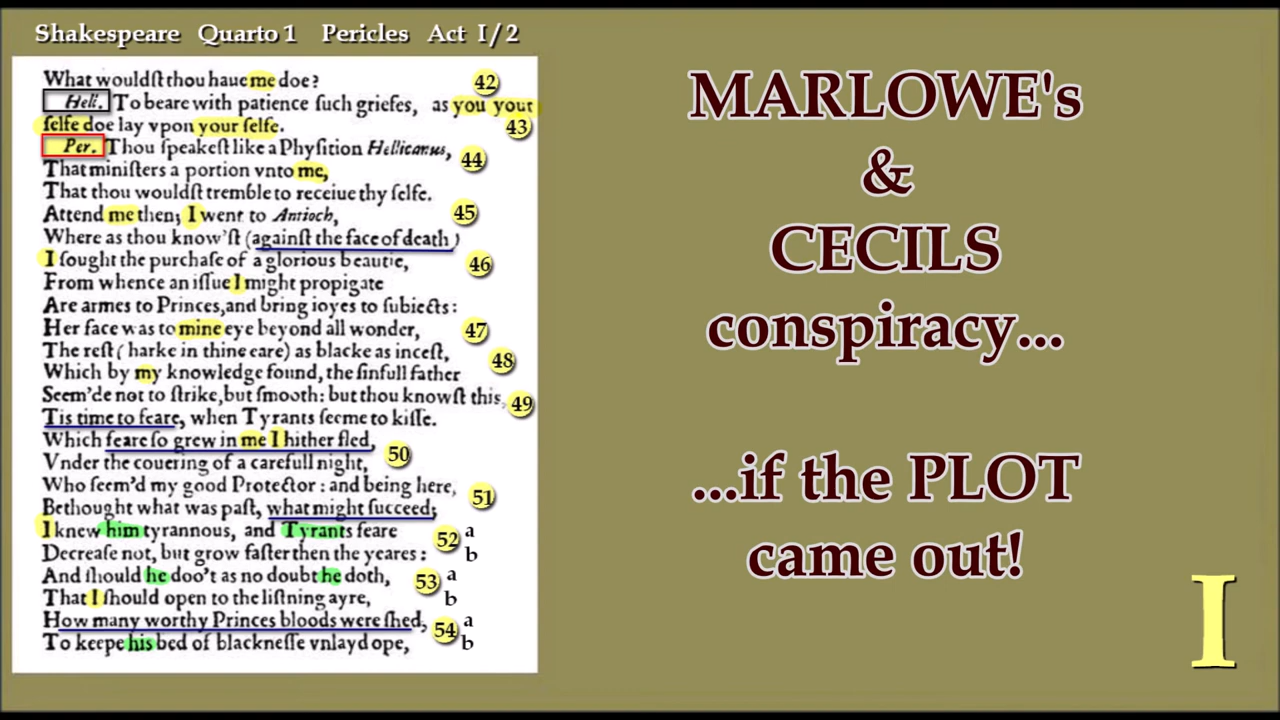 Shakespeare Quarto 1 Pericles Act I/2
What wouldſt thou haue me doe? 42
Hell. To beare with patience ſuch griefes, as you your
ſelfe doe lay vpon your ſelfe. 43
Per. Thou ſpeakeſt like a Phyſition Hellicanus, 44
That miniſters a portion vnto me,
That thou wouldſt tremble to receiue thy ſelfe.
Attend me then; I went to Antioch, 45
Where as thou know'ſt (againſt the face of death)
I ſought the purchaſe of a glorious beautie, 46
From whence an iſſue I might propigate
Are armes to Princes, and bring ioyes to ſubiects:
Her face was to mine eye beyond all wonder, 47
The reſt (harke in thine eare) as blacke as inceſt, 48
Which by my knowledge found, the ſinfull father
Seem'de not to ſtrike, but ſmooth: but thou knowſt this, 49
Tis time to feare, when Tyrants ſeeme to kiſſe.
Which feare ſo grew in me I hither fled, 50
Vnder the couering of a carefull night,
Who ſeem'd my good Protector: and being here, 51
Bethought what was paſt, what might ſucceed;
I knew him tyrannous, and Tyrants feare 52 a
Decreaſe not, but grow faſter then the yeares: b
And ſhould he doo't as no doubt he doth, 53 a
That I ſhould open to the liſtning ayre, b
How many worthy Princes bloods were ſhed, 54 a
To keepe his bed of blackneſſe vnlayd ope, b
MARLOWE's
&
CECILS
conspiracy...
...if the PLOT
came out!
I